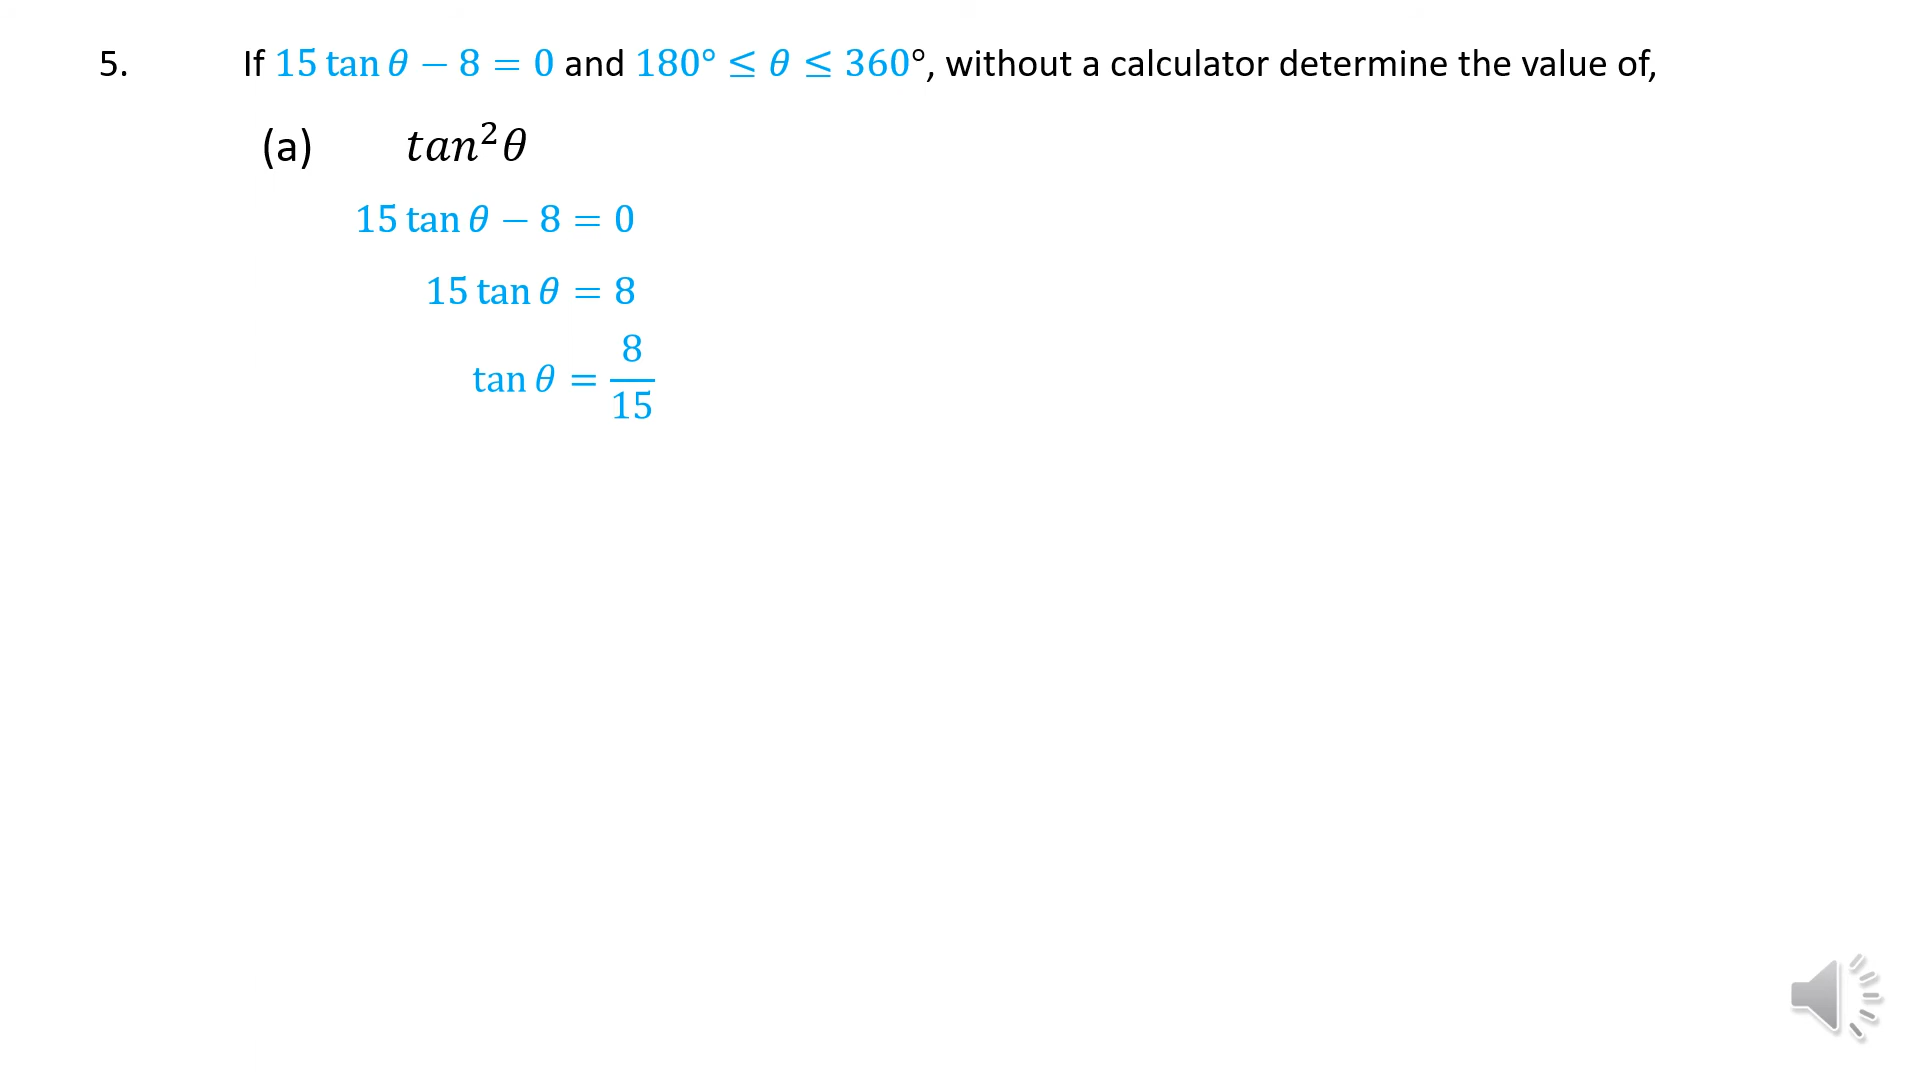 5. If 15 tan θ − 8 = 0 and 180° ≤ θ ≤ 360°, without a calculator determine the value of,
(a) tan²θ
15 tan θ − 8 = 0
15 tan θ = 8
tan θ = 8/15